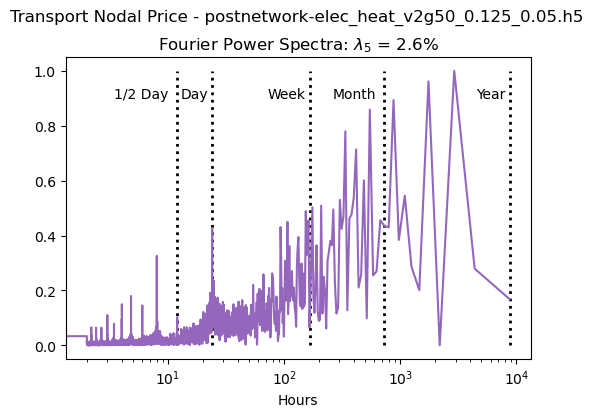 Transport Nodal Price - postnetwork-elec_heat_v2g50_0.125_0.05.h5
Fourier Power Spectra: λ₅ = 2.6%
1.0
0.8
0.6
0.4
0.2
0.0
1/2 Day
Day
Week
Month
Year
10¹
10²
10³
10⁴
Hours